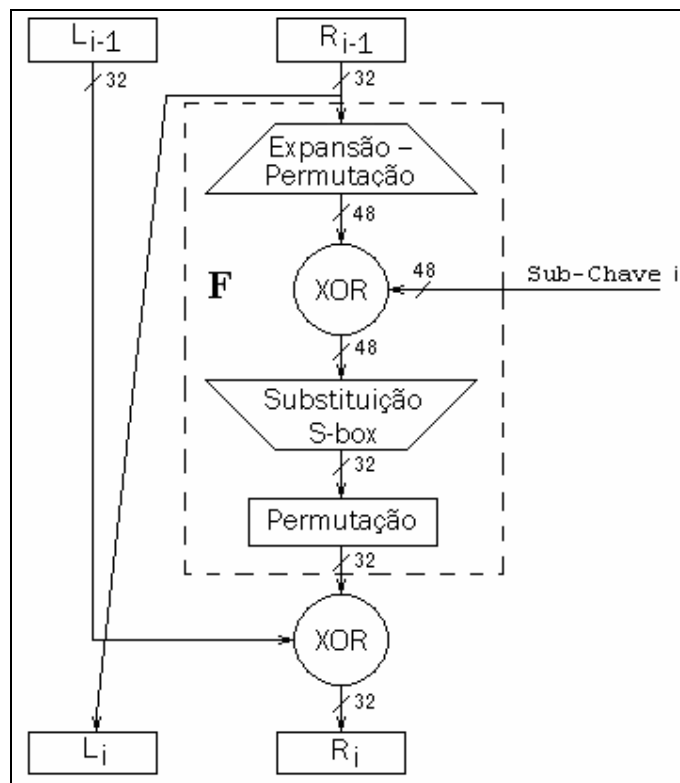 Li-1
Ri-1
32
32
Expansão –
Permutação
48
F
XOR
48
Sub-Chave i
48
Substituição
S-box
32
Permutação
32
XOR
32
Li
Ri